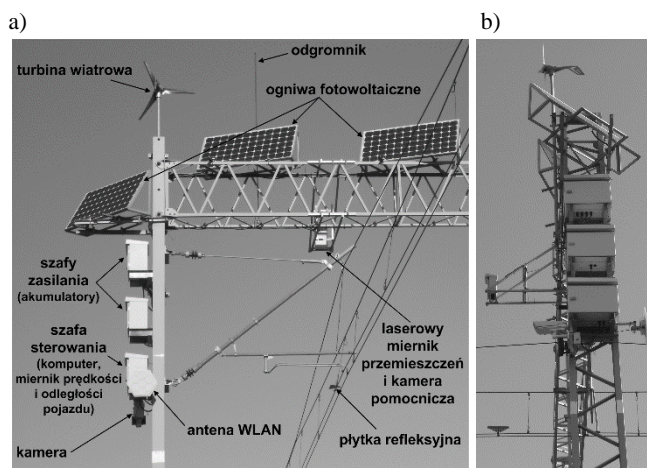 a)
b)
odgromnik
turbina wiatrowa
ogniwa fotowoltaiczne
szafy
zasilania
(akumulatory)
szafa
sterowania
(komputer,
miernik prędkości
i odległości
pojazdu)
kamera
antena WLAN
laserowy
miernik
przemieszczeń
i kamera
pomocnicza
płytka refleksyjna